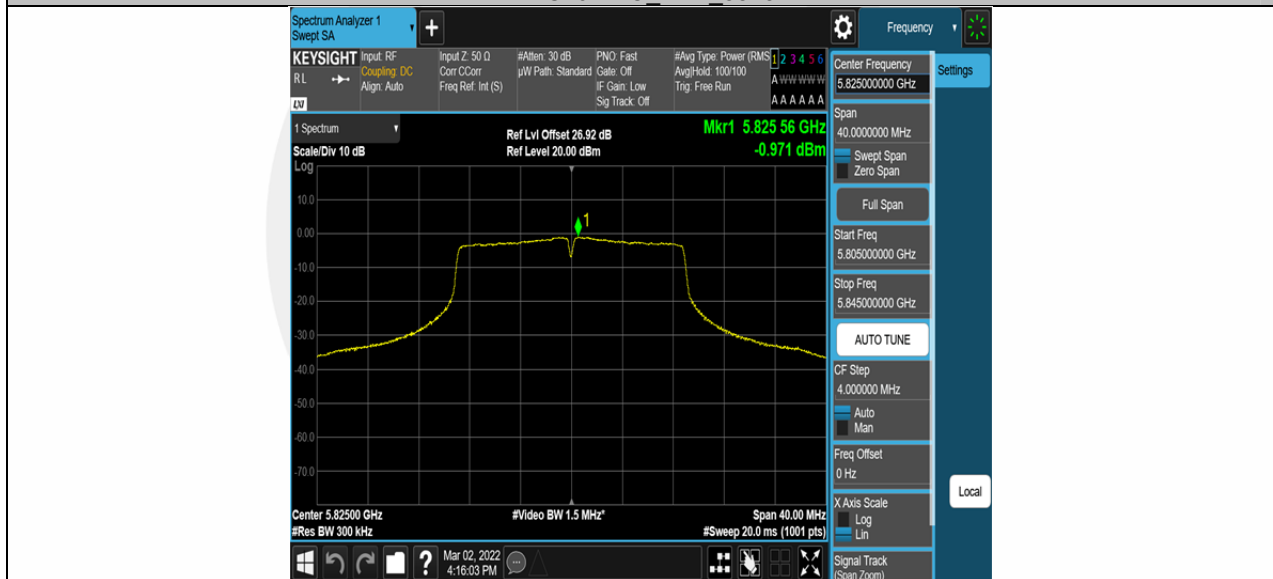 Spectrum Analyzer 1
Swept SA
Frequency
KEYSIGHT
RL
LXI
Input: RF
Coupling: DC
Align: Auto
Input Z: 50 Ω
Corr CCorr
Freq Ref: Int (S)
#Atten: 30 dB
µW Path: Standard
PNO: Fast
Gate: Off
IF Gain: Low
Sig Track: Off
#Avg Type: Power (RMS
Avg|Hold: 100/100
Trig: Free Run
1 2 3 4 5 6
A W W W W W
A A A A A A
1 Spectrum
Scale/Div 10 dB
Log
Ref Lvl Offset 26.92 dB
Ref Level 20.00 dBm
Mkr1 5.825 56 GHz
-0.971 dBm
1
10.0
0.00
-10.0
-20.0
-30.0
-40.0
-50.0
-60.0
-70.0
Center 5.82500 GHz
#Res BW 300 kHz
#Video BW 1.5 MHz*
Span 40.00 MHz
#Sweep 20.0 ms (1001 pts)
Mar 02, 2022
4:16:03 PM
Center Frequency
5.825000000 GHz
Settings
Span
40.0000000 MHz
Swept Span
Zero Span
Full Span
Start Freq
5.805000000 GHz
Stop Freq
5.845000000 GHz
AUTO TUNE
CF Step
4.000000 MHz
Auto
Man
Freq Offset
0 Hz
Local
X Axis Scale
Log
Lin
Signal Track
(Span Zoom)